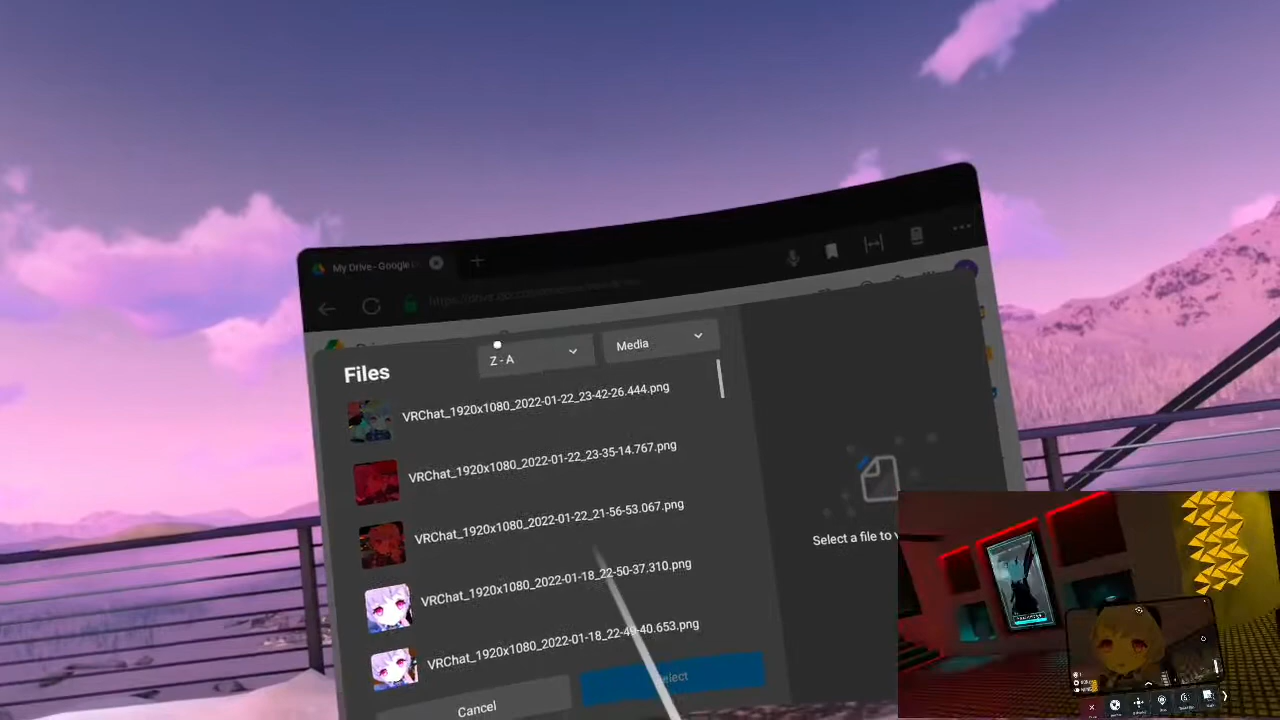 My Drive - Google
Files
Z - A
Media
VRChat_1920x1080_2022-01-22_23-42-26.444.png
VRChat_1920x1080_2022-01-22_23-35-14.767.png
VRChat_1920x1080_2022-01-22_21-56-53.067.png
VRChat_1920x1080_2022-01-18_22-50-37.310.png
VRChat_1920x1080_2022-01-18_22-49-40.653.png
Select a file to
Cancel
Select